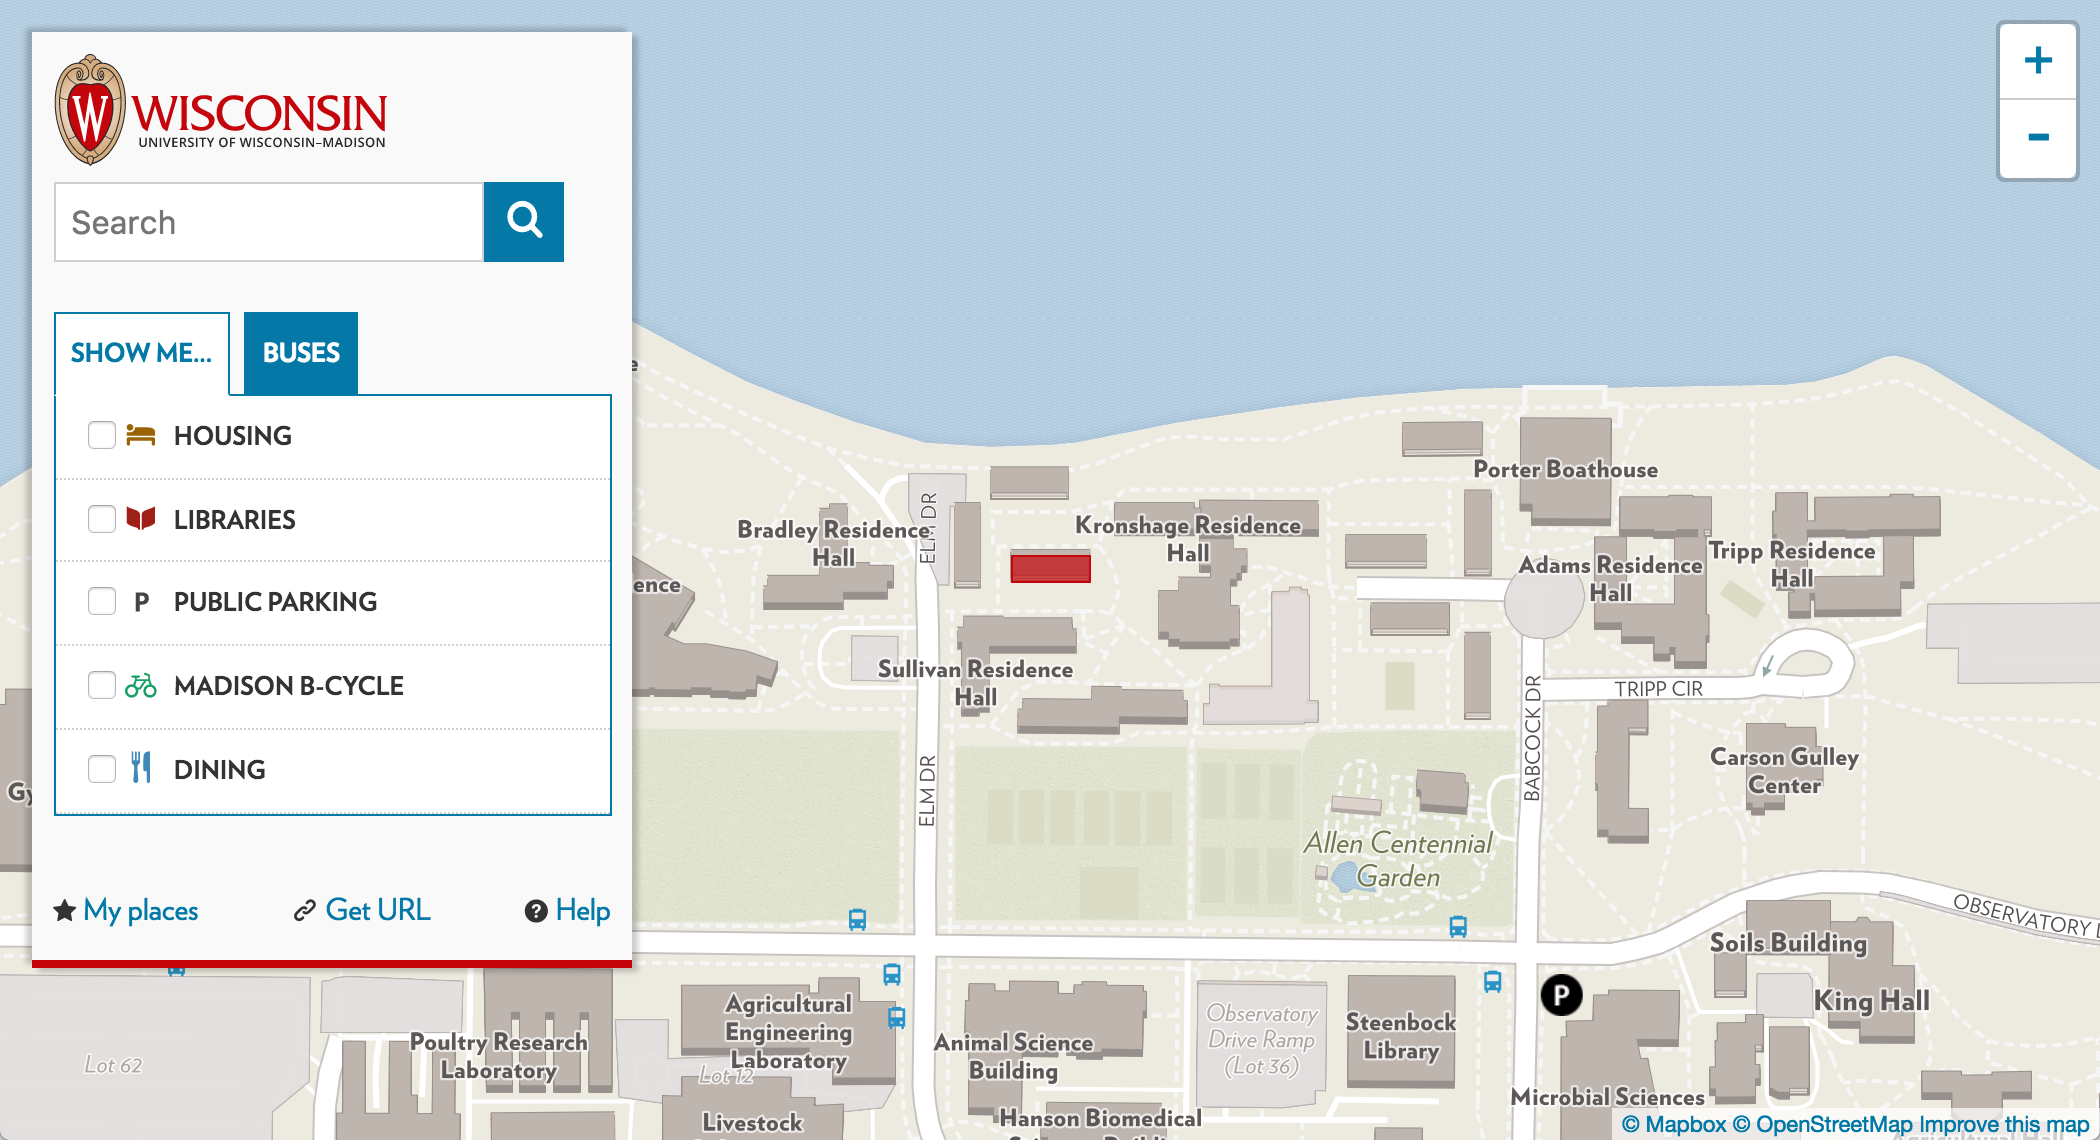 W
WISCONSIN
UNIVERSITY OF WISCONSIN–MADISON
Search
SHOW ME...
BUSES
HOUSING
LIBRARIES
P PUBLIC PARKING
MADISON B-CYCLE
DINING
My places
Get URL
? Help
+
-
Porter Boathouse
ELM DR
Bradley Residence
Hall
Kronshage Residence
Hall
Adams Residence
Hall
Tripp Residence
Hall
ence
Sullivan Residence
Hall
TRIPP CIR
BABCOCK DR
ELM DR
Carson Gulley
Center
Gy
Allen Centennial
Garden
OBSERVATORY
Soils Building
King Hall
P
Agricultural
Engineering
Laboratory
Lot 12
Poultry Research
Laboratory
Lot 62
Livestock
Animal Science
Building
Observatory
Drive Ramp
(Lot 36)
Steenbock
Library
Microbial Sciences
Hanson Biomedical
© Mapbox © OpenStreetMap Improve this map